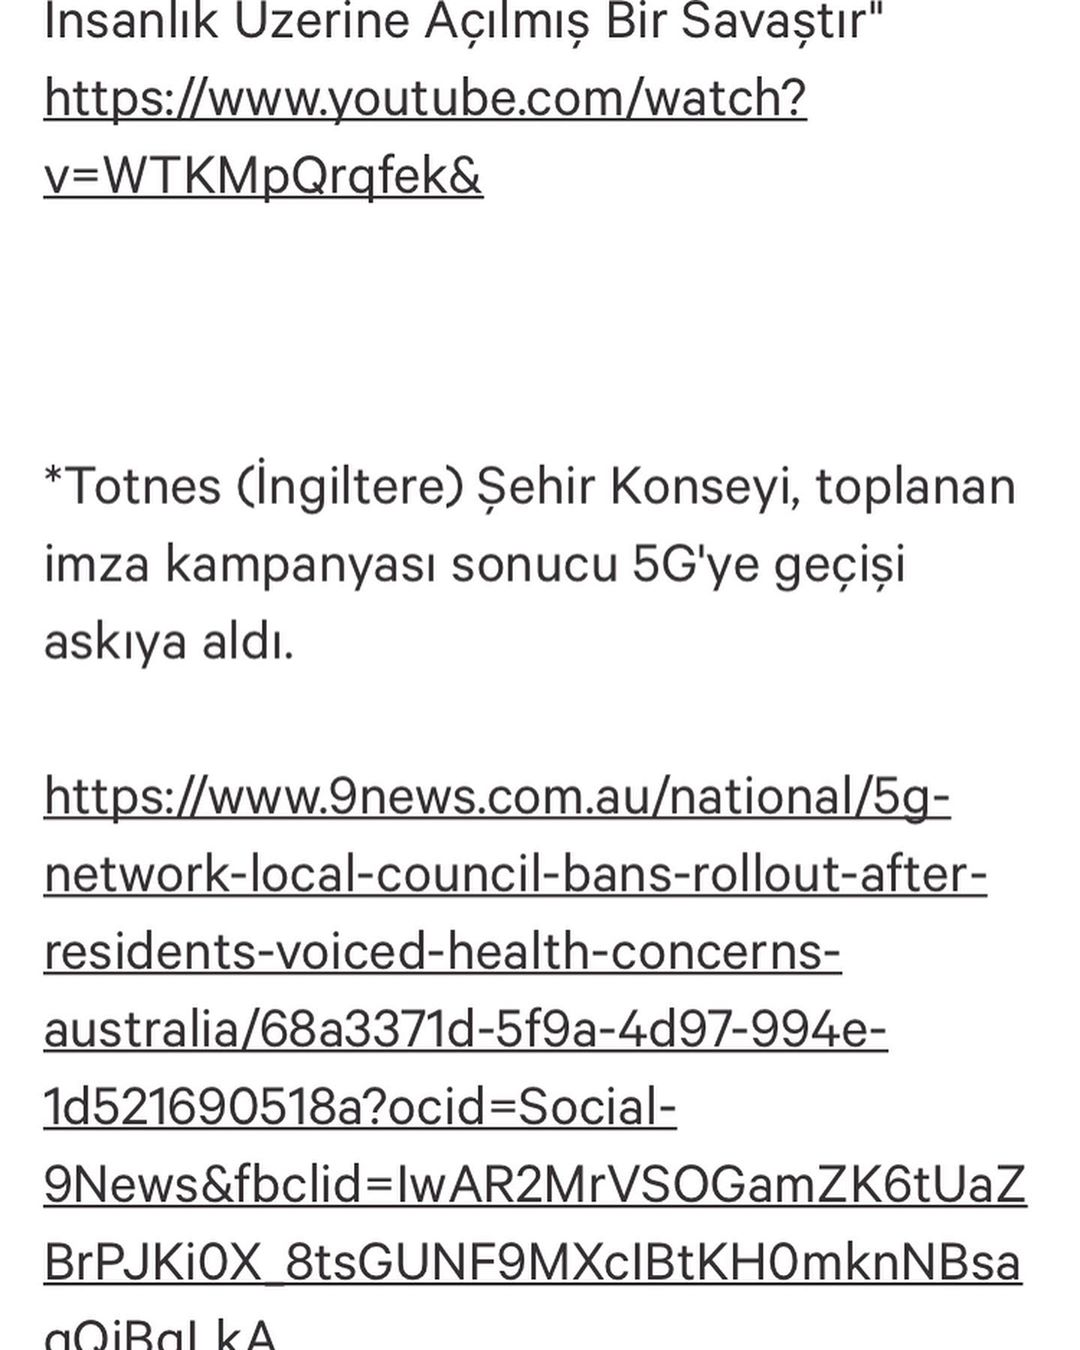 İnsanlık Üzerine Açılmış Bir Savaştır"
https://www.youtube.com/watch?
v=WTKMpQrqfek&
*Totnes (İngiltere) Şehir Konseyi, toplanan
imza kampanyası sonucu 5G'ye geçişi
askıya aldı.
https://www.9news.com.au/national/5g-
network-local-council-bans-rollout-after-
residents-voiced-health-concerns-
australia/68a3371d-5f9a-4d97-994e-
1d521690518a?ocid=Social-
9News&fbclid=IwAR2MrVSOGamZK6tUaZ
BrPJKi0X_8tsGUNF9MXcIBtKH0mknNBsa